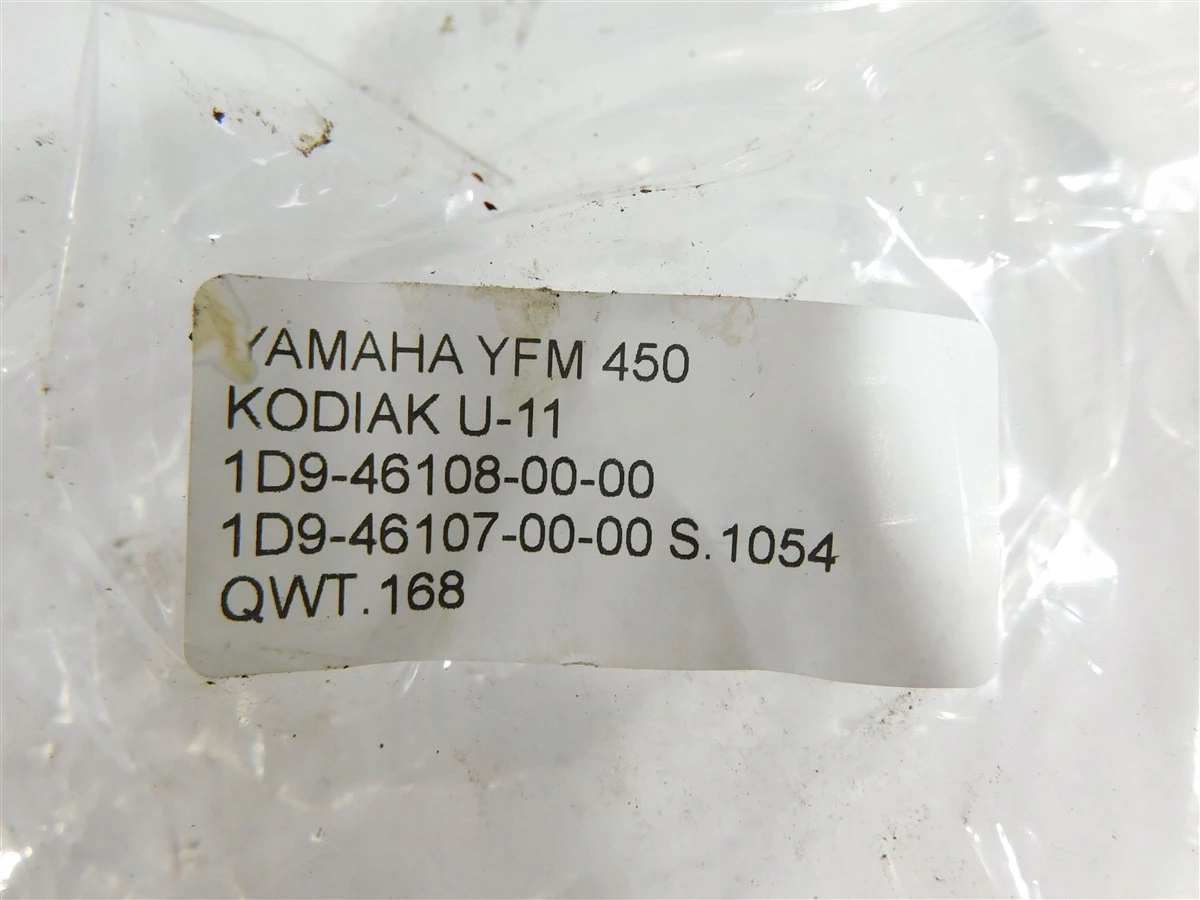 YAMAHA YFM 450
KODIAK U-11
1D9-46108-00-00
1D9-46107-00-00 S.1054
QWT.168